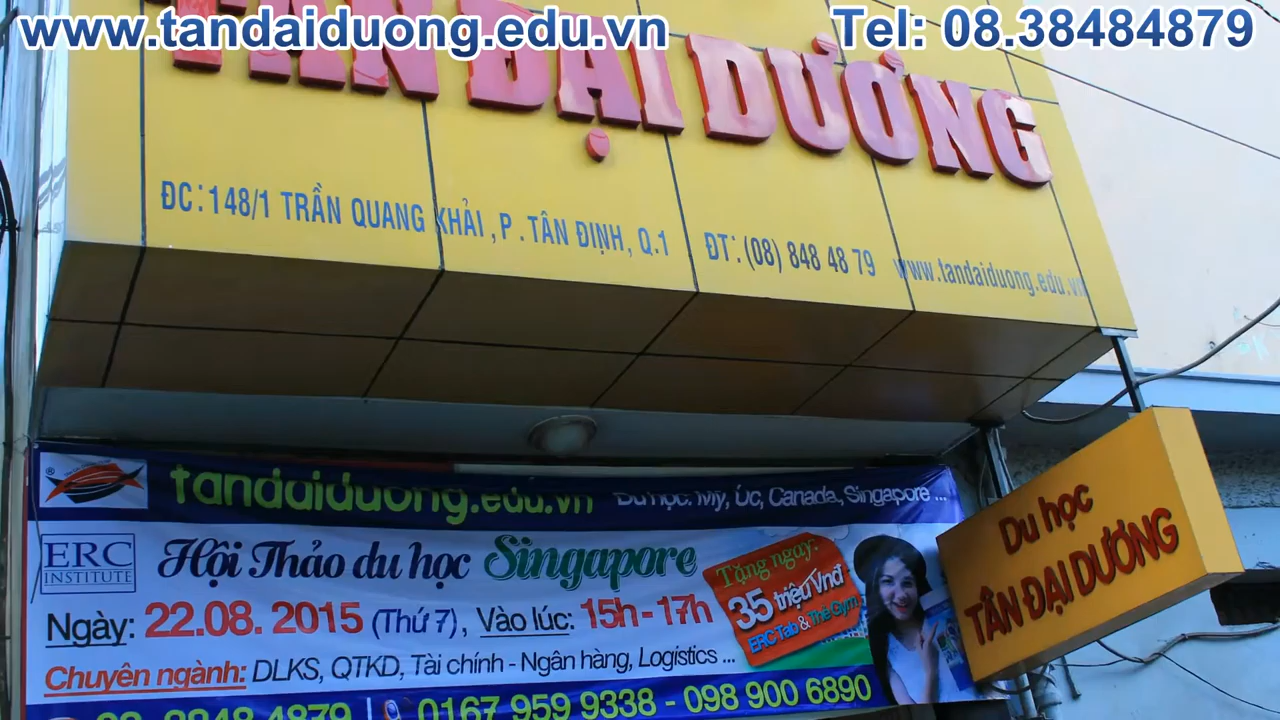 www.tandaiduong.edu.vn Tel: 08.38484879
TÂN ĐẠI DƯƠNG
ĐC: 148/1 TRẦN QUANG KHẢI, P. TÂN ĐỊNH, Q.1 ĐT: (08) 848 48 79 www.tandaiduong.edu.vn
tandaiduong.edu.vn Du học: Mỹ, Úc, Canada, Singapore ...
ERC INSTITUTE
Hội Thảo du học Singapore
Ngày: 22.08. 2015 (Thứ 7), Vào lúc: 15h - 17h
Chuyên ngành: DLKS, QTKD, Tài chính - Ngân hàng, Logistics ...
Tặng ngay:
35 triệu Vnđ
ERC Tab & Thẻ Gym
0167 959 9338 - 098 900 6890
Du học
TÂN ĐẠI DƯƠNG